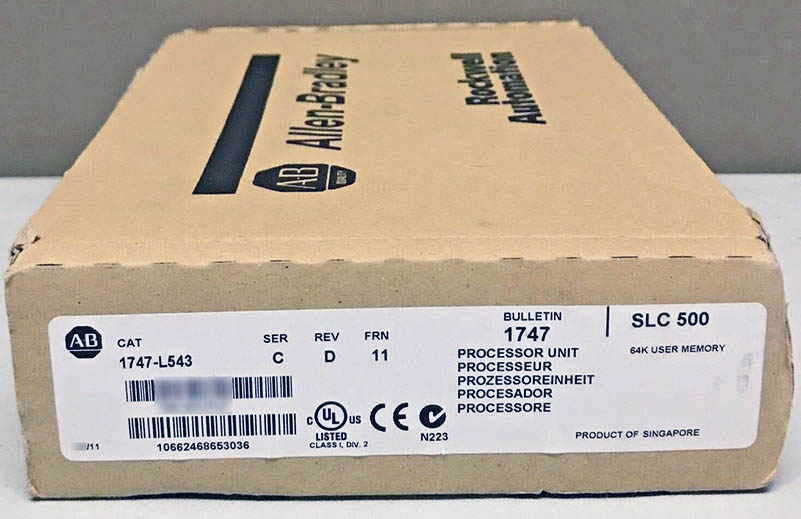 Allen-Bradley
AB
QUALITY
Rockwell
Automation
AB
CAT
1747-L543
SER
C
REV
D
FRN
11
BULLETIN
1747
SLC 500
64K USER MEMORY
PROCESSOR UNIT
PROCESSEUR
PROZESSOREINHEIT
PROCESADOR
PROCESSORE
/11
10662468653036
C UL US
LISTED
CLASS I, DIV. 2
CE
N223
PRODUCT OF SINGAPORE